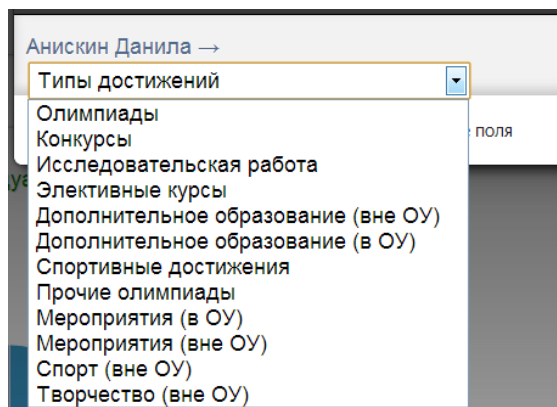 Анискин Данила →
Типы достижений
Олимпиады
Конкурсы
поля
Исследовательская работа
Элективные курсы
Дополнительное образование (вне ОУ)
Дополнительное образование (в ОУ)
Спортивные достижения
Прочие олимпиады
Мероприятия (в ОУ)
Мероприятия (вне ОУ)
Спорт (вне ОУ)
Творчество (вне ОУ)